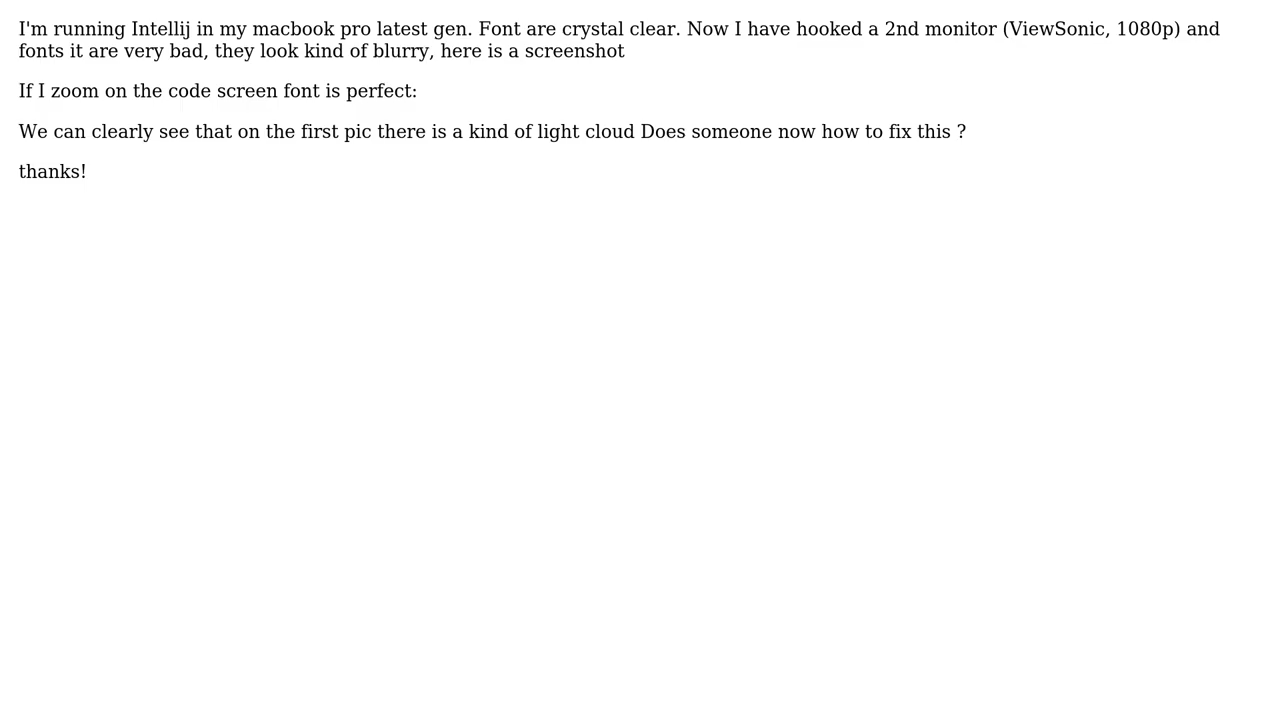 I'm running Intellij in my macbook pro latest gen. Font are crystal clear. Now I have hooked a 2nd monitor (ViewSonic, 1080p) and
fonts it are very bad, they look kind of blurry, here is a screenshot
If I zoom on the code screen font is perfect:
We can clearly see that on the first pic there is a kind of light cloud Does someone now how to fix this ?
thanks!